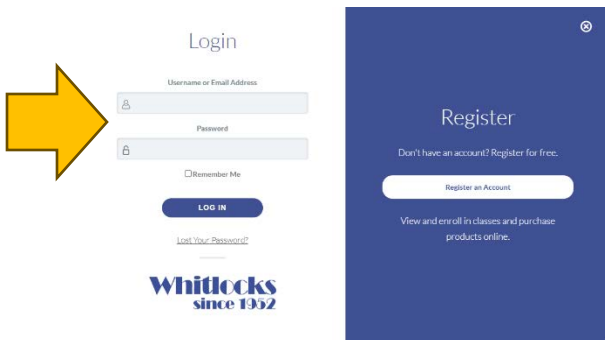 Login
Username or Email Address
Password
Remember Me
LOG IN
Lost Your Password?
Whitlocks
since 1952
Register
Don't have an account? Register for free.
Register an Account
View and enroll in classes and purchase
products online.